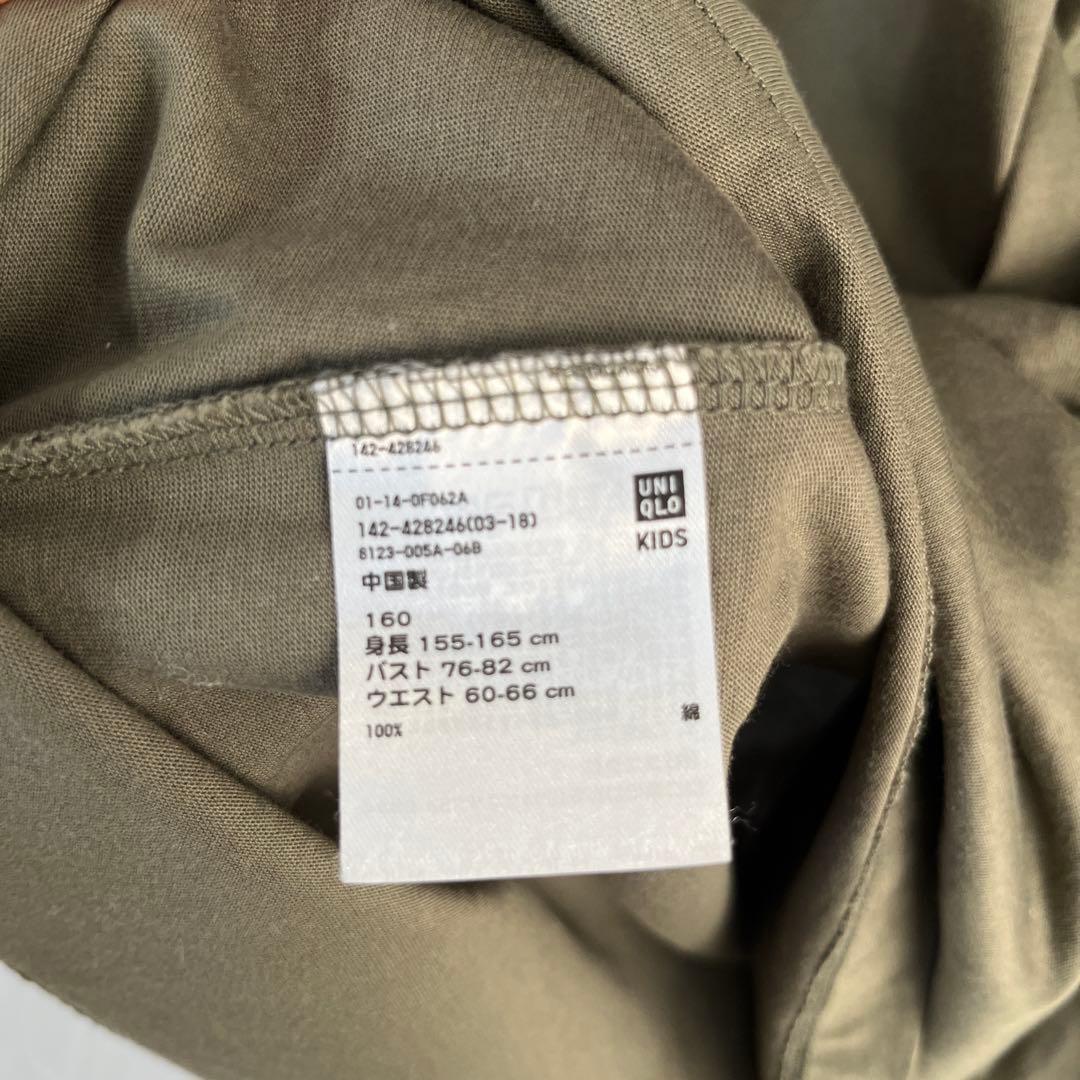 142-428246
01-14-0F062A
142-428246(03-18)
8123-005A-06B
UNI
QLO
KIDS
中国製
160
身長 155-165 cm
バスト 76-82 cm
ウエスト 60-66 cm
綿
100%